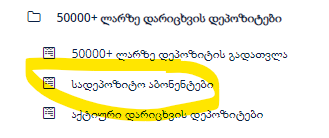 50000+ ლარზე დარიცხვის დეპოზიტები
50000+ ლარზე დეპოზიტის გადათვლა
სადეპოზიტო აბონენტები
აქტიური დარიცხვის დეპოზიტები